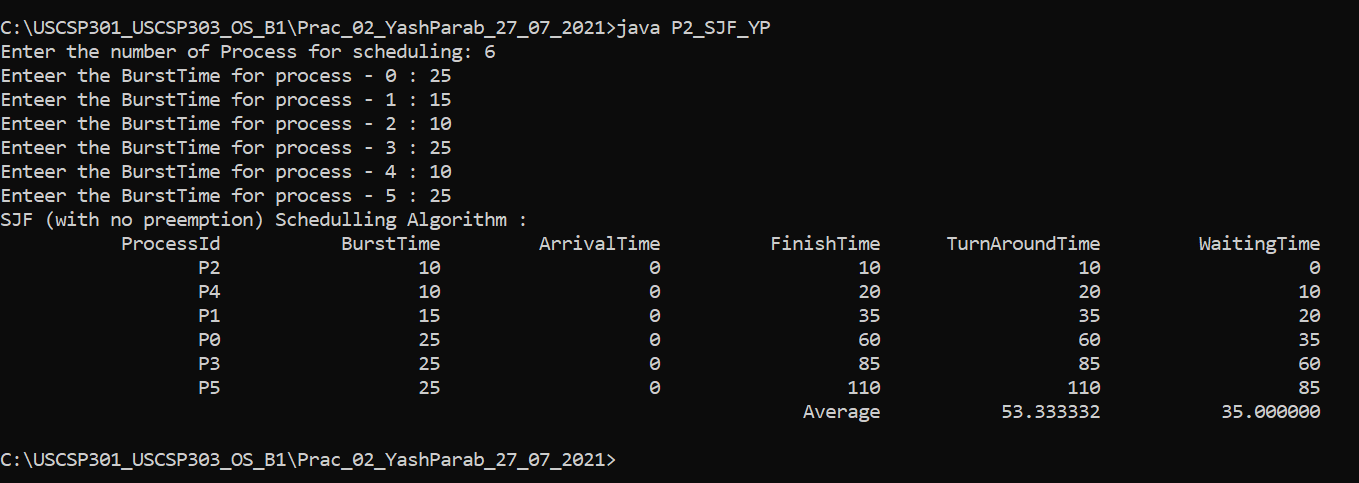 C:\USCSP301_USCSP303_OS_B1\Prac_02_YashParab_27_07_2021>java P2_SJF_YP
Enter the number of Process for scheduling: 6
Enteer the BurstTime for process - 0 : 25
Enteer the BurstTime for process - 1 : 15
Enteer the BurstTime for process - 2 : 10
Enteer the BurstTime for process - 3 : 25
Enteer the BurstTime for process - 4 : 10
Enteer the BurstTime for process - 5 : 25
SJF (with no preemption) Schedulling Algorithm :
ProcessId BurstTime ArrivalTime FinishTime TurnAroundTime WaitingTime
P2 10 0 10 10 0
P4 10 0 20 20 10
P1 15 0 35 35 20
P0 25 0 60 60 35
P3 25 0 85 85 60
P5 25 0 110 110 85
Average 53.333332 35.000000
C:\USCSP301_USCSP303_OS_B1\Prac_02_YashParab_27_07_2021>